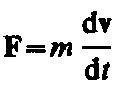 𝐅 = m d𝐯/dt